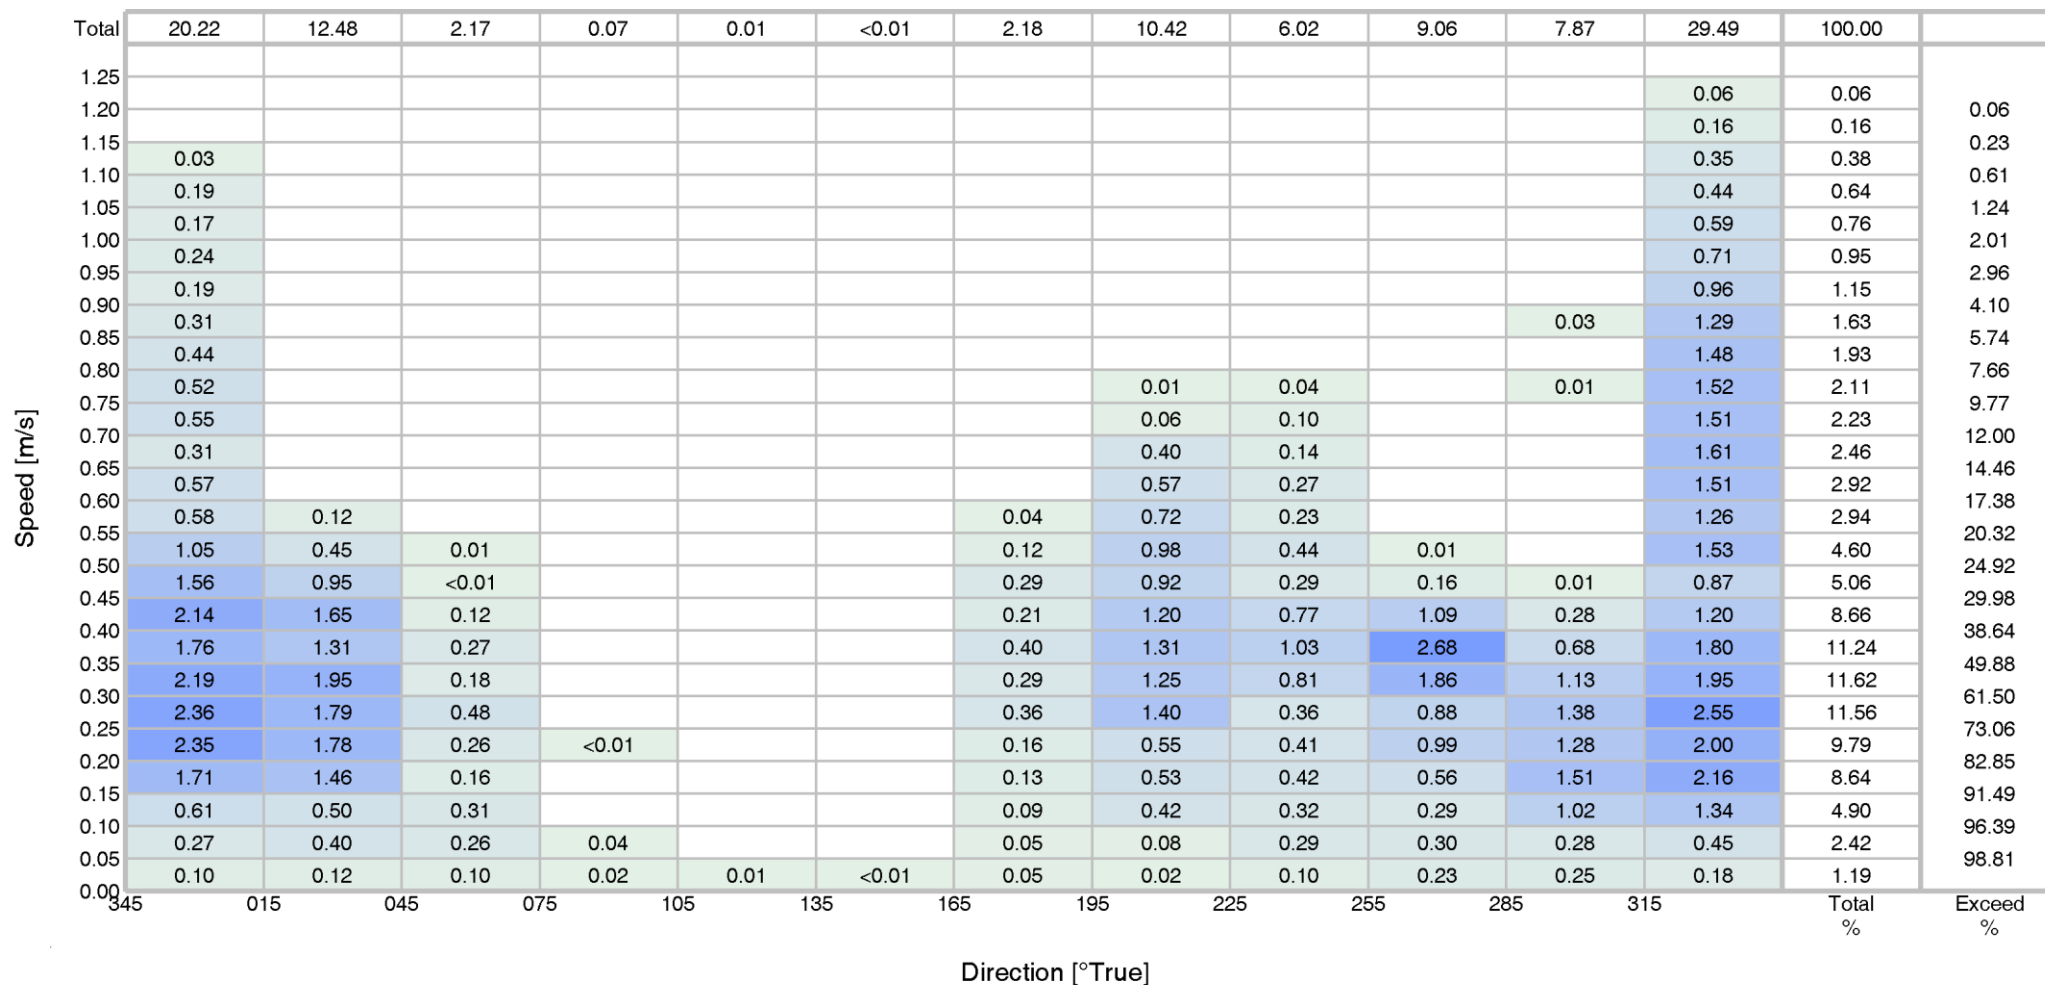 Total 20.22 12.48 2.17 0.07 0.01 <0.01 2.18 10.42 6.02 9.06 7.87 29.49 100.00
1.25
0.06 0.06
1.20 0.06
0.16 0.16
1.15 0.23
0.03 0.35 0.38
1.10 0.61
0.19 0.44 0.64
1.05 1.24
0.17 0.59 0.76
1.00 2.01
0.24 0.71 0.95
0.95 2.96
0.19 0.96 1.15
0.90 4.10
0.31 0.03 1.29 1.63
0.85 5.74
0.44 1.48 1.93
0.80 7.66
0.52 0.01 0.04 0.01 1.52 2.11
0.75 9.77
0.55 0.06 0.10 1.51 2.23
0.70 12.00
0.31 0.40 0.14 1.61 2.46
0.65 14.46
0.57 0.57 0.27 1.51 2.92
0.60 17.38
0.58 0.12 0.04 0.72 0.23 1.26 2.94
0.55 20.32
1.05 0.45 0.01 0.12 0.98 0.44 0.01 1.53 4.60
0.50 24.92
1.56 0.95 <0.01 0.29 0.92 0.29 0.16 0.01 0.87 5.06
0.45 29.98
2.14 1.65 0.12 0.21 1.20 0.77 1.09 0.28 1.20 8.66
0.40 38.64
1.76 1.31 0.27 0.40 1.31 1.03 2.68 0.68 1.80 11.24
0.35 49.88
2.19 1.95 0.18 0.29 1.25 0.81 1.86 1.13 1.95 11.62
0.30 61.50
2.36 1.79 0.48 0.36 1.40 0.36 0.88 1.38 2.55 11.56
0.25 73.06
2.35 1.78 0.26 <0.01 0.16 0.55 0.41 0.99 1.28 2.00 9.79
0.20 82.85
1.71 1.46 0.16 0.13 0.53 0.42 0.56 1.51 2.16 8.64
0.15 91.49
0.61 0.50 0.31 0.09 0.42 0.32 0.29 1.02 1.34 4.90
0.10 96.39
0.27 0.40 0.26 0.04 0.05 0.08 0.29 0.30 0.28 0.45 2.42
0.05 98.81
0.10 0.12 0.10 0.02 0.01 <0.01 0.05 0.02 0.10 0.23 0.25 0.18 1.19
0.00
345 015 045 075 105 135 165 195 225 255 285 315 Total Exceed
% %
Speed [m/s]
Direction [°True]